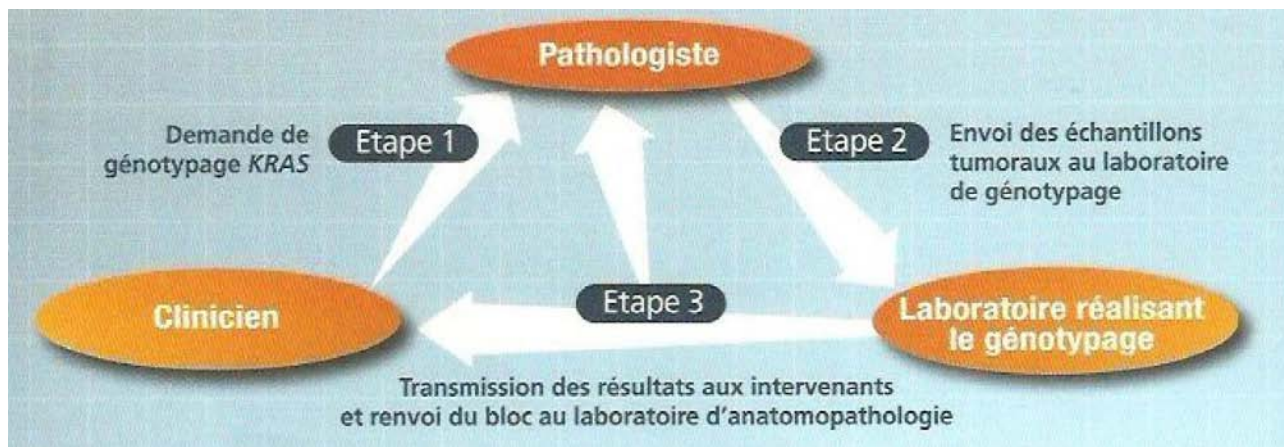 Pathologiste
Demande de
génotypage KRAS
Etape 1
Etape 2
Envoi des échantillons
tumoraux au laboratoire
de génotypage
Clinicien
Etape 3
Laboratoire réalisant
le génotypage
Transmission des résultats aux intervenants
et renvoi du bloc au laboratoire d'anatomopathologie